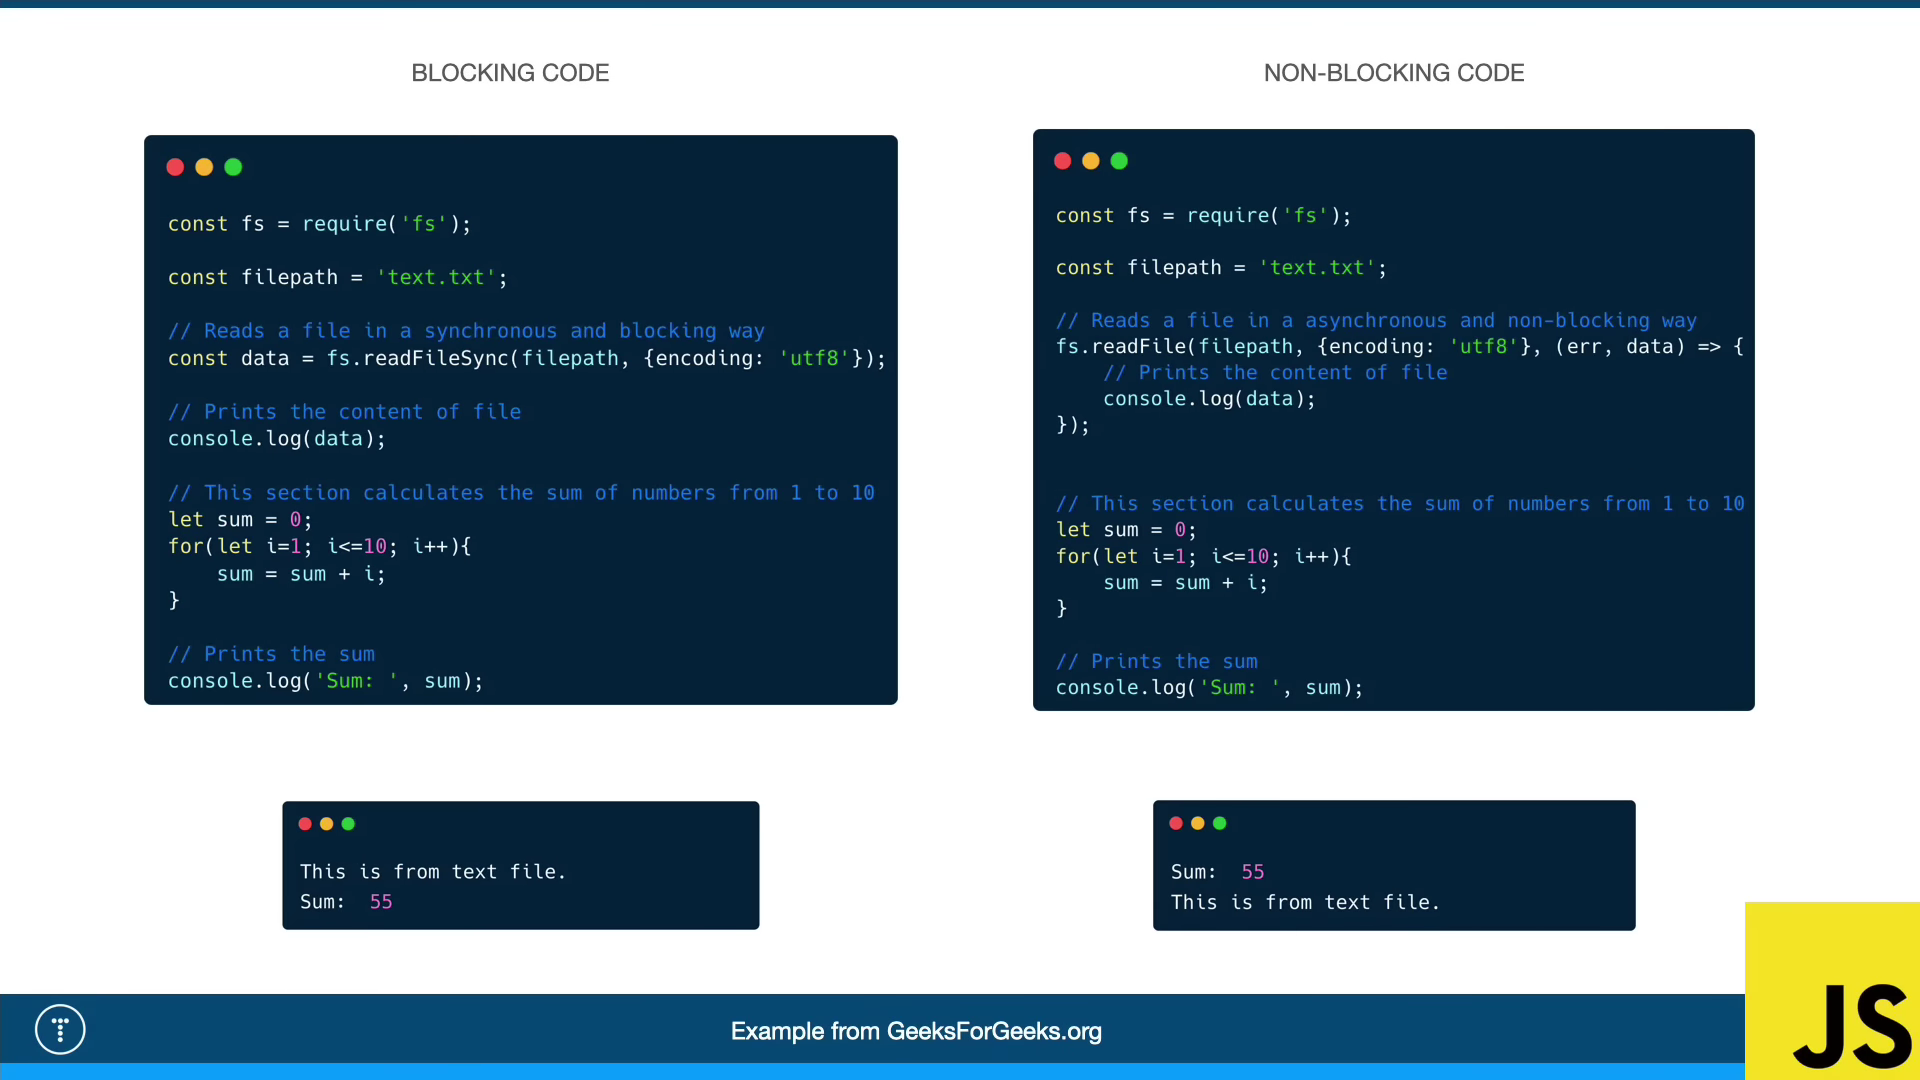 BLOCKING CODE
const fs = require('fs');
const filepath = 'text.txt';
// Reads a file in a synchronous and blocking way
const data = fs.readFileSync(filepath, {encoding: 'utf8'});
// Prints the content of file
console.log(data);
// This section calculates the sum of numbers from 1 to 10
let sum = 0;
for(let i=1; i<=10; i++){
    sum = sum + i;
}
// Prints the sum
console.log('Sum: ', sum);
This is from text file.
Sum:  55
NON-BLOCKING CODE
const fs = require('fs');
const filepath = 'text.txt';
// Reads a file in a asynchronous and non-blocking way
fs.readFile(filepath, {encoding: 'utf8'}, (err, data) => {
    // Prints the content of file
    console.log(data);
});
// This section calculates the sum of numbers from 1 to 10
let sum = 0;
for(let i=1; i<=10; i++){
    sum = sum + i;
}
// Prints the sum
console.log('Sum: ', sum);
Sum:  55
This is from text file.
Example from GeeksForGeeks.org
JS